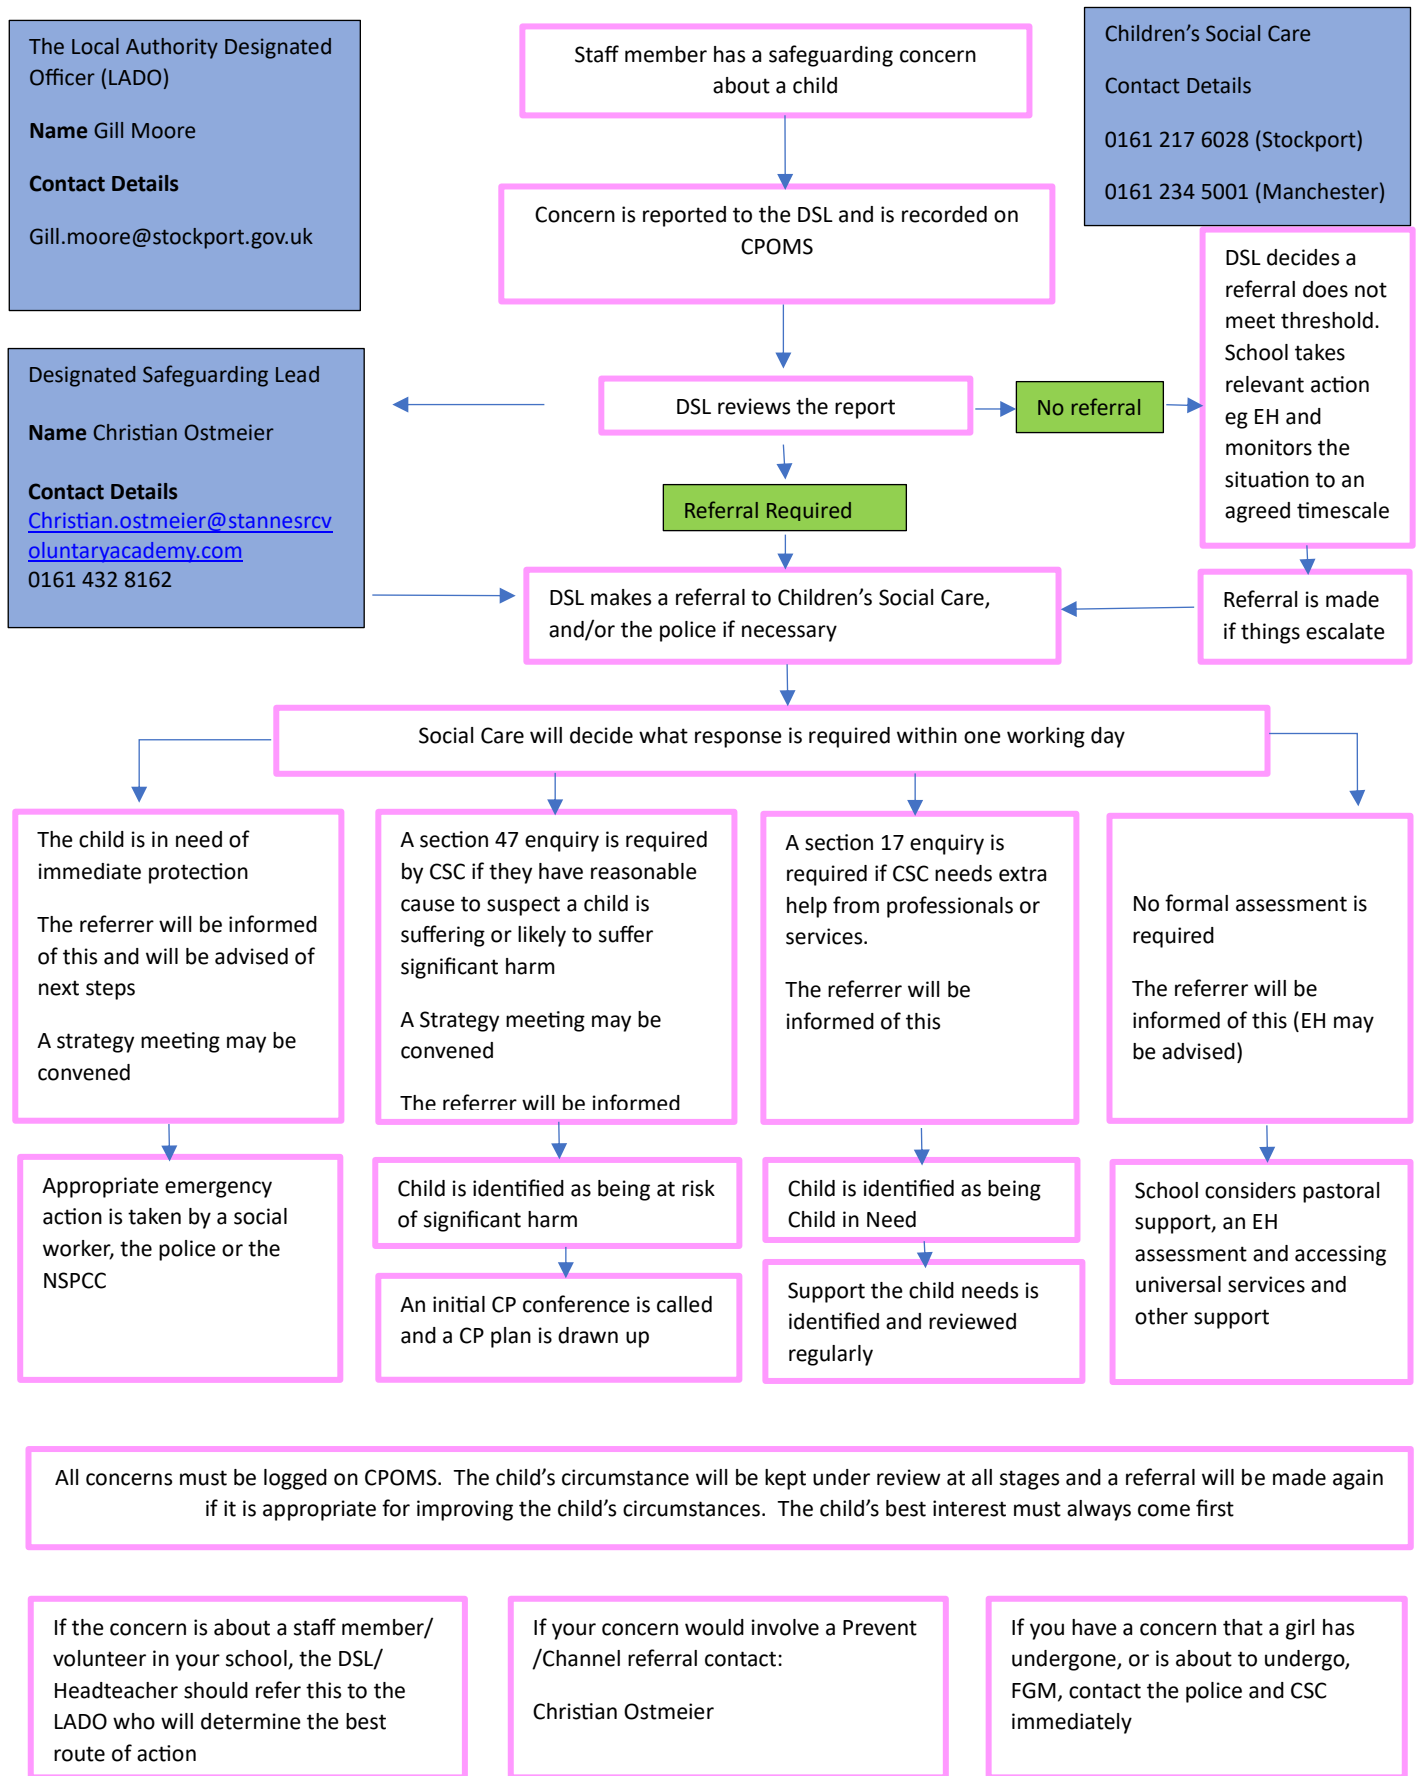 The Local Authority Designated
Officer (LADO)
Name Gill Moore
Contact Details
Gill.moore@stockport.gov.uk
Staff member has a safeguarding concern
about a child
Children’s Social Care
Contact Details
0161 217 6028 (Stockport)
0161 234 5001 (Manchester)
Concern is reported to the DSL and is recorded on
CPOMS
Designated Safeguarding Lead
Name Christian Ostmeier
Contact Details
Christian.ostmeier@stannesrcv
oluntaryacademy.com
0161 432 8162
DSL reviews the report
No referral
DSL decides a
referral does not
meet threshold.
School takes
relevant action
eg EH and
monitors the
situation to an
agreed timescale
Referral Required
DSL makes a referral to Children’s Social Care,
and/or the police if necessary
Referral is made
if things escalate
Social Care will decide what response is required within one working day
The child is in need of
immediate protection
The referrer will be informed
of this and will be advised of
next steps
A strategy meeting may be
convened
A section 47 enquiry is required
by CSC if they have reasonable
cause to suspect a child is
suffering or likely to suffer
significant harm
A Strategy meeting may be
convened
The referrer will be informed
A section 17 enquiry is
required if CSC needs extra
help from professionals or
services.
The referrer will be
informed of this
No formal assessment is
required
The referrer will be
informed of this (EH may
be advised)
Appropriate emergency
action is taken by a social
worker, the police or the
NSPCC
Child is identified as being at risk
of significant harm
An initial CP conference is called
and a CP plan is drawn up
Child is identified as being
Child in Need
Support the child needs is
identified and reviewed
regularly
School considers pastoral
support, an EH
assessment and accessing
universal services and
other support
All concerns must be logged on CPOMS.  The child’s circumstance will be kept under review at all stages and a referral will be made again
if it is appropriate for improving the child’s circumstances.  The child’s best interest must always come first
If the concern is about a staff member/
volunteer in your school, the DSL/
Headteacher should refer this to the
LADO who will determine the best
route of action
If your concern would involve a Prevent
/Channel referral contact:
Christian Ostmeier
If you have a concern that a girl has
undergone, or is about to undergo,
FGM, contact the police and CSC
immediately